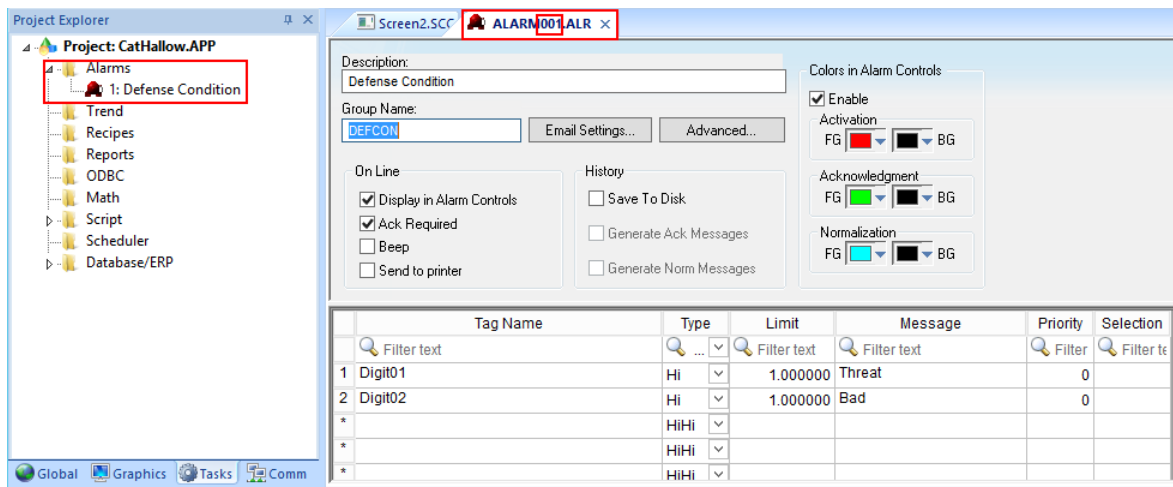 Project Explorer
Project: CatHallow.APP
Alarms
1: Defense Condition
Trend
Recipes
Reports
ODBC
Math
Script
Scheduler
Database/ERP
Global Graphics Tasks Comm
Screen2.SCC ALARM001.ALR
Description:
Defense Condition
Group Name:
DEFCON Email Settings... Advanced...
On Line
Display in Alarm Controls
Ack Required
Beep
Send to printer
History
Save To Disk
Generate Ack Messages
Generate Norm Messages
Colors in Alarm Controls
Enable
Activation
FG BG
Acknowledgment
FG BG
Normalization
FG BG
Tag Name Type Limit Message Priority Selection
Filter text ... Filter text Filter text Filter Filter te
1 Digit01 Hi 1.000000 Threat 0
2 Digit02 Hi 1.000000 Bad 0
* HiHi
* HiHi
* HiHi